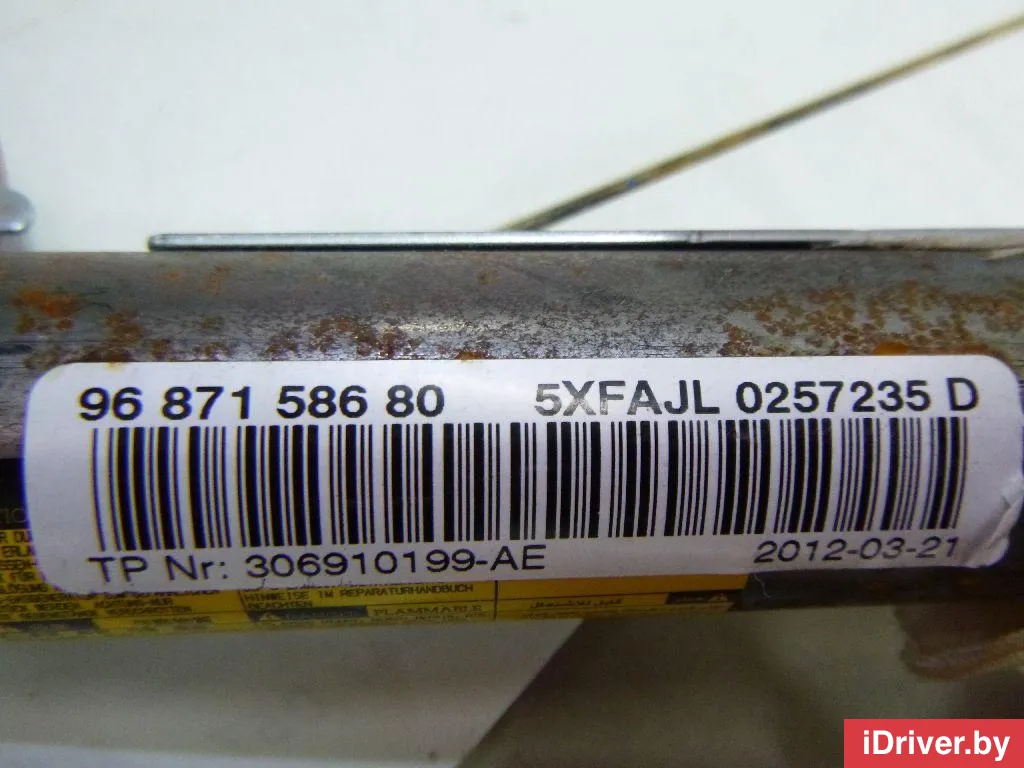 96 871 586 80 5XFAJL 0257235 D
TP Nr: 306910199-AE 2012-03-21
HINWEISE IM REPARATURHANDBUCH
BEACHTEN
FLAMMABLE
iDriver.by